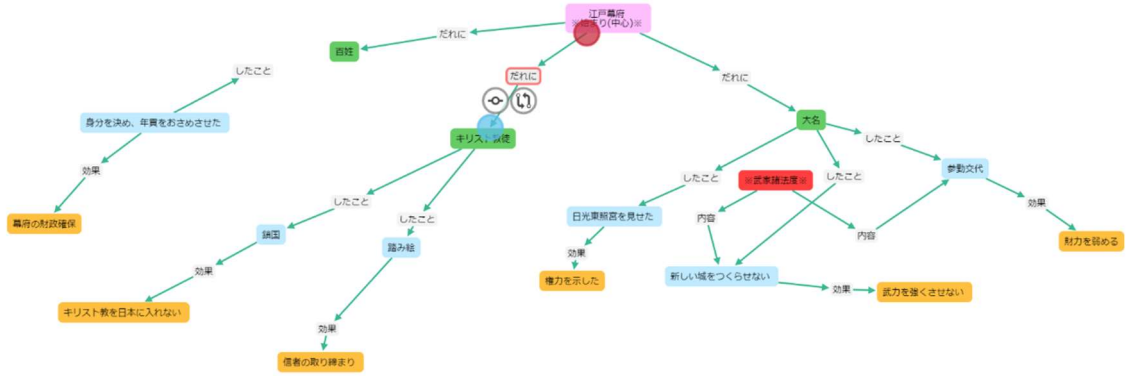 江戸幕府
※始まり(中心)※
だれに
百姓
だれに
だれに
したこと
身分を決め、年貢をおさめさせた
効果
幕府の財政確保
キリスト教徒
大名
したこと
参勤交代
効果
財力を弱める
したこと
※武家諸法度※
したこと
日光東照宮を見せた
内容
内容
効果
権力を示した
新しい城をつくらせない
効果
武力を強くさせない
したこと
鎖国
効果
キリスト教を日本に入れない
したこと
踏み絵
効果
信者の取り締まり